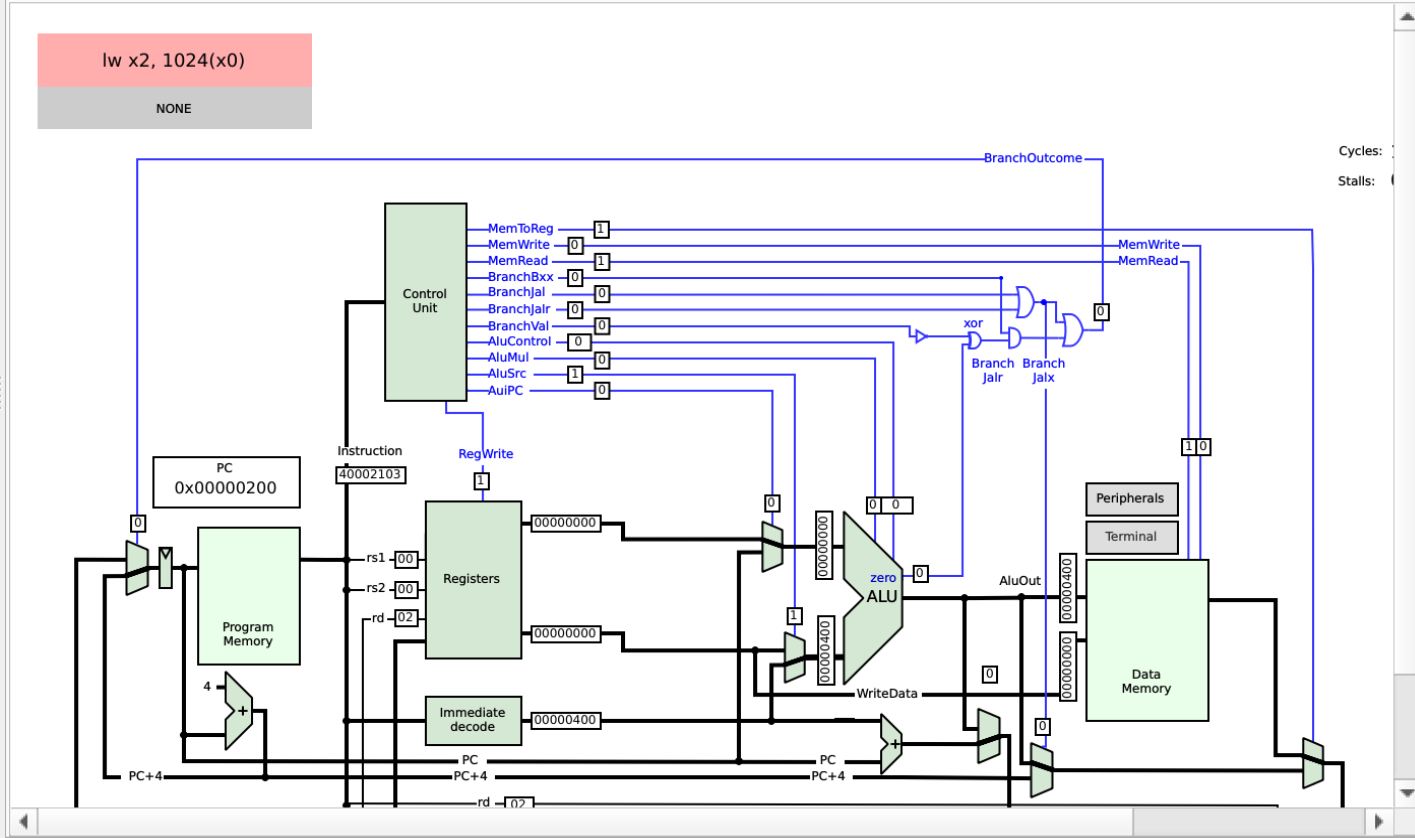 lw x2, 1024(x0)
NONE
BranchOutcome
Cycles:
Stalls:
MemToReg 1
MemWrite 0 MemWrite
MemRead 1 MemRead
BranchBxx 0
BranchJal 0
Control
Unit
BranchJalr 0
0
BranchVal 0
xor
AluControl 0
AluMul 0
Branch
Jalr
Branch
Jalx
AluSrc 1
AuiPC 0
1 0
Instruction
40002103
RegWrite
1
PC
0x00000200
0
0
0 0
Peripherals
Terminal
00000000
00000000
rs1 00
rs2 00
rd 02
Registers
zero
0
ALU
AluOut
00000400
Program
Memory
1
00000000
00000400
00000000
Data
Memory
4
+
0
WriteData
Immediate
decode
00000400
0
+
PC
PC
PC+4
PC+4
PC+4
rd 02